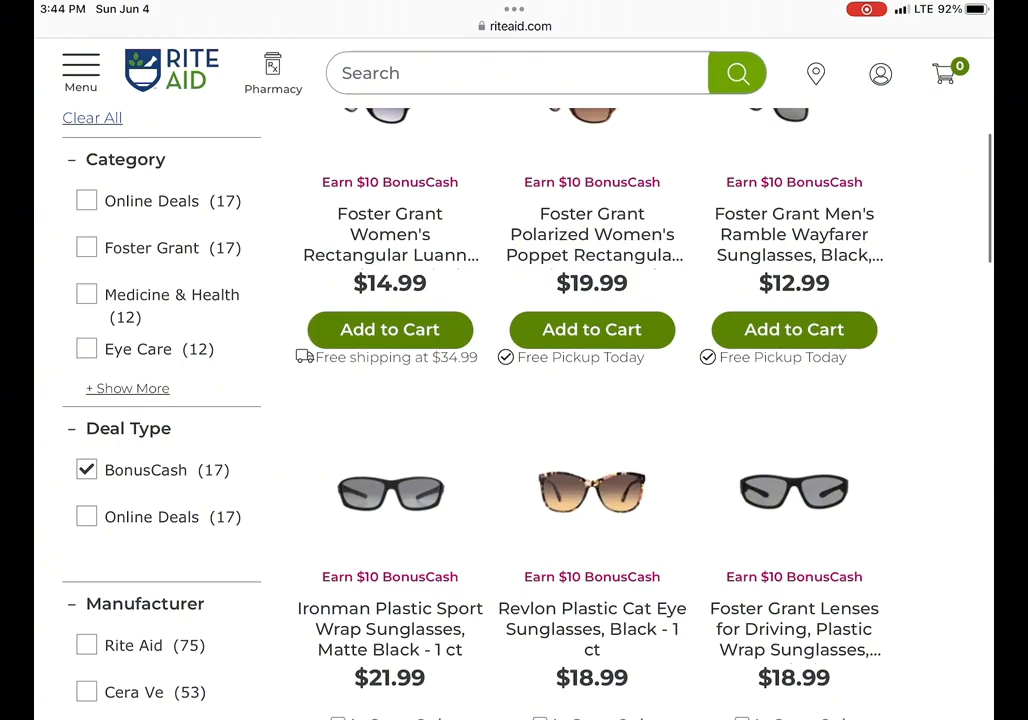 3:44 PM Sun Jun 4
LTE 92%
riteaid.com
Menu
RITE
AID
Rx
Pharmacy
Search
0
Clear All
− Category
Online Deals (17)
Foster Grant (17)
Medicine & Health
(12)
Eye Care (12)
+ Show More
− Deal Type
BonusCash (17)
Online Deals (17)
− Manufacturer
Rite Aid (75)
Cera Ve (53)
Earn $10 BonusCash
Foster Grant
Women's
Rectangular Luann...
$14.99
Add to Cart
Free shipping at $34.99
Earn $10 BonusCash
Foster Grant
Polarized Women's
Poppet Rectangula...
$19.99
Add to Cart
Free Pickup Today
Earn $10 BonusCash
Foster Grant Men's
Ramble Wayfarer
Sunglasses, Black,...
$12.99
Add to Cart
Free Pickup Today
Earn $10 BonusCash
Ironman Plastic Sport
Wrap Sunglasses,
Matte Black - 1 ct
$21.99
Earn $10 BonusCash
Revlon Plastic Cat Eye
Sunglasses, Black - 1
ct
$18.99
Earn $10 BonusCash
Foster Grant Lenses
for Driving, Plastic
Wrap Sunglasses,...
$18.99